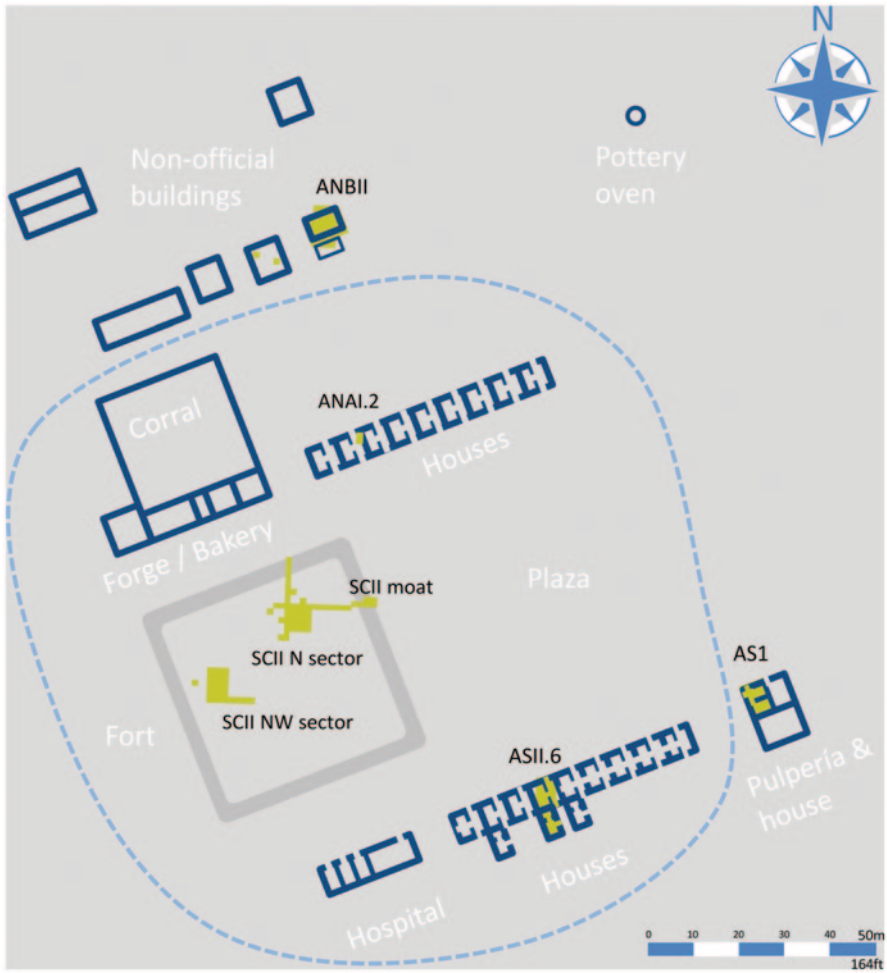 N
Non-official
buildings
Pottery
oven
ANBII
Corral
ANAI.2
Houses
Forge / Bakery
SCII moat
Plaza
SCII N sector
AS1
SCII NW sector
Fort
ASII.6
Pulpería &
house
Houses
Hospital
0 10 20 30 40 50m
164ft